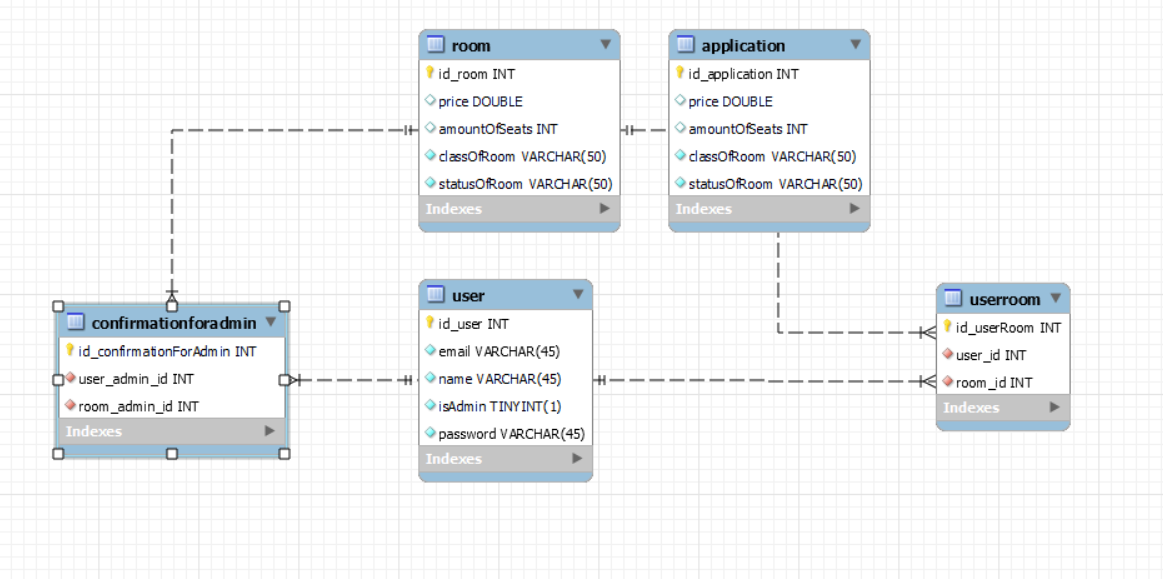 room
id_room INT
price DOUBLE
amountOfSeats INT
classOfRoom VARCHAR(50)
statusOfRoom VARCHAR(50)
Indexes
application
id_application INT
price DOUBLE
amountOfSeats INT
classOfRoom VARCHAR(50)
statusOfRoom VARCHAR(50)
Indexes
confirmationforadmin
id_confirmationForAdmin INT
user_admin_id INT
room_admin_id INT
Indexes
user
id_user INT
email VARCHAR(45)
name VARCHAR(45)
isAdmin TINYINT(1)
password VARCHAR(45)
Indexes
userroom
id_userRoom INT
user_id INT
room_id INT
Indexes